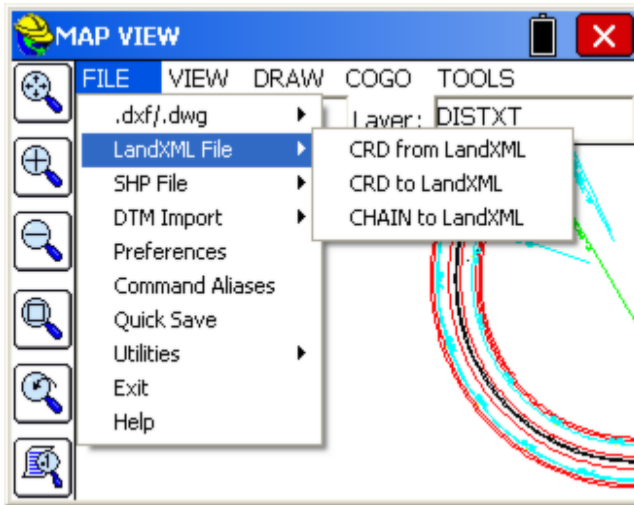 MAP VIEW
FILE VIEW DRAW COGO TOOLS
Layer: DISTXT
.dxf/.dwg
LandXML File
SHP File
DTM Import
Preferences
Command Aliases
Quick Save
Utilities
Exit
Help
CRD from LandXML
CRD to LandXML
CHAIN to LandXML